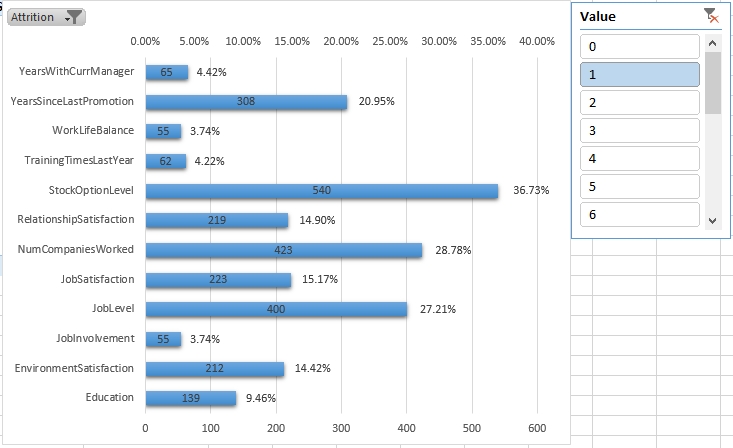 Attrition
0.00% 5.00% 10.00% 15.00% 20.00% 25.00% 30.00% 35.00% 40.00%
YearsWithCurrManager 65 4.42%
YearsSinceLastPromotion 308 20.95%
WorkLifeBalance 55 3.74%
TrainingTimesLastYear 62 4.22%
StockOptionLevel 540 36.73%
RelationshipSatisfaction 219 14.90%
NumCompaniesWorked 423 28.78%
JobSatisfaction 223 15.17%
JobLevel 400 27.21%
JobInvolvement 55 3.74%
EnvironmentSatisfaction 212 14.42%
Education 139 9.46%
0 100 200 300 400 500 600
Value
0
1
2
3
4
5
6